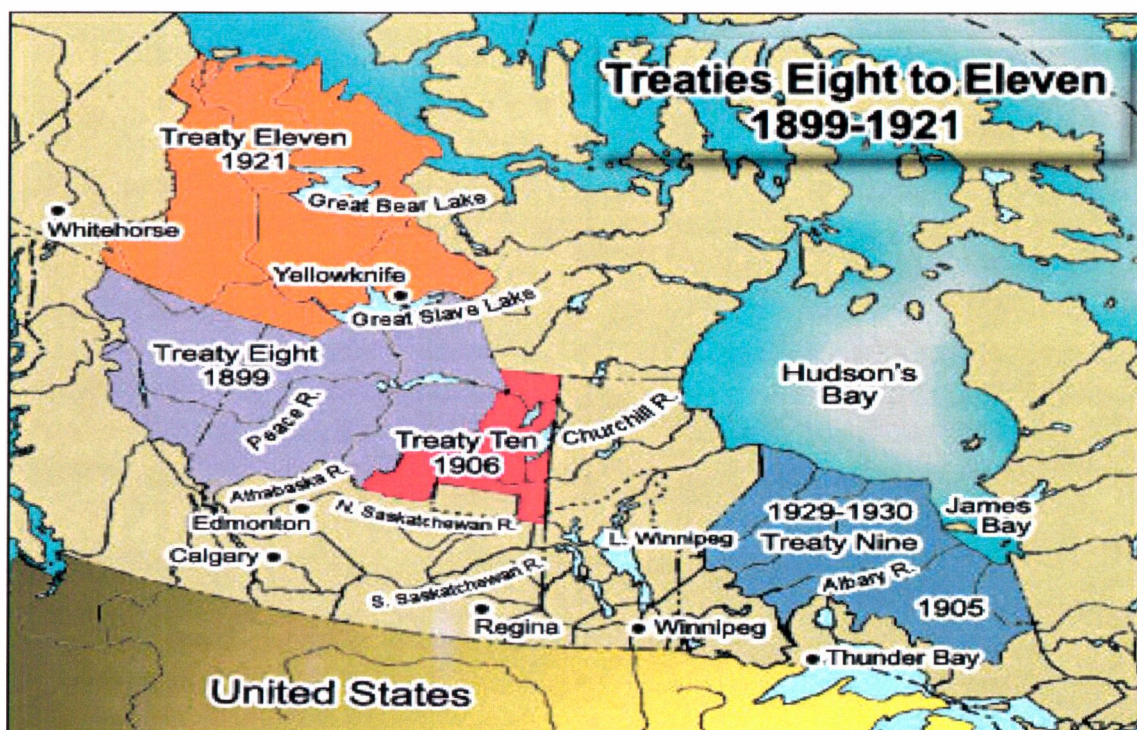 Treaties Eight to Eleven
1899-1921
Treaty Eleven
1921
Great Bear Lake
Whitehorse
Yellowknife
Great Slave Lake
Treaty Eight
1899
Peace R.
Hudson's
Bay
Churchill R.
Treaty Ten
1906
Athabaska R.
N. Saskatchewan R.
Edmonton
Calgary
S. Saskatchewan R.
L. Winnipeg
1929-1930
Treaty Nine
James
Bay
Albary R.
1905
Regina
Winnipeg
Thunder Bay
United States